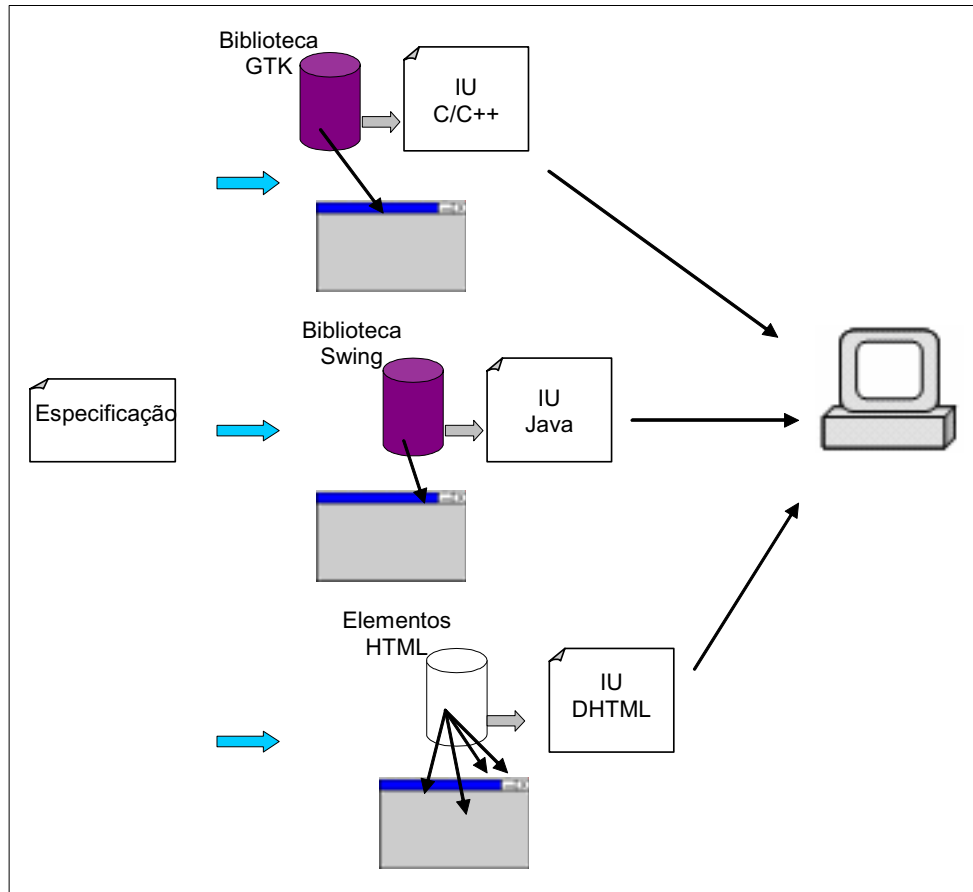 Biblioteca
GTK
IU
C/C++
Biblioteca
Swing
IU
Java
Especificação
Elementos
HTML
IU
DHTML